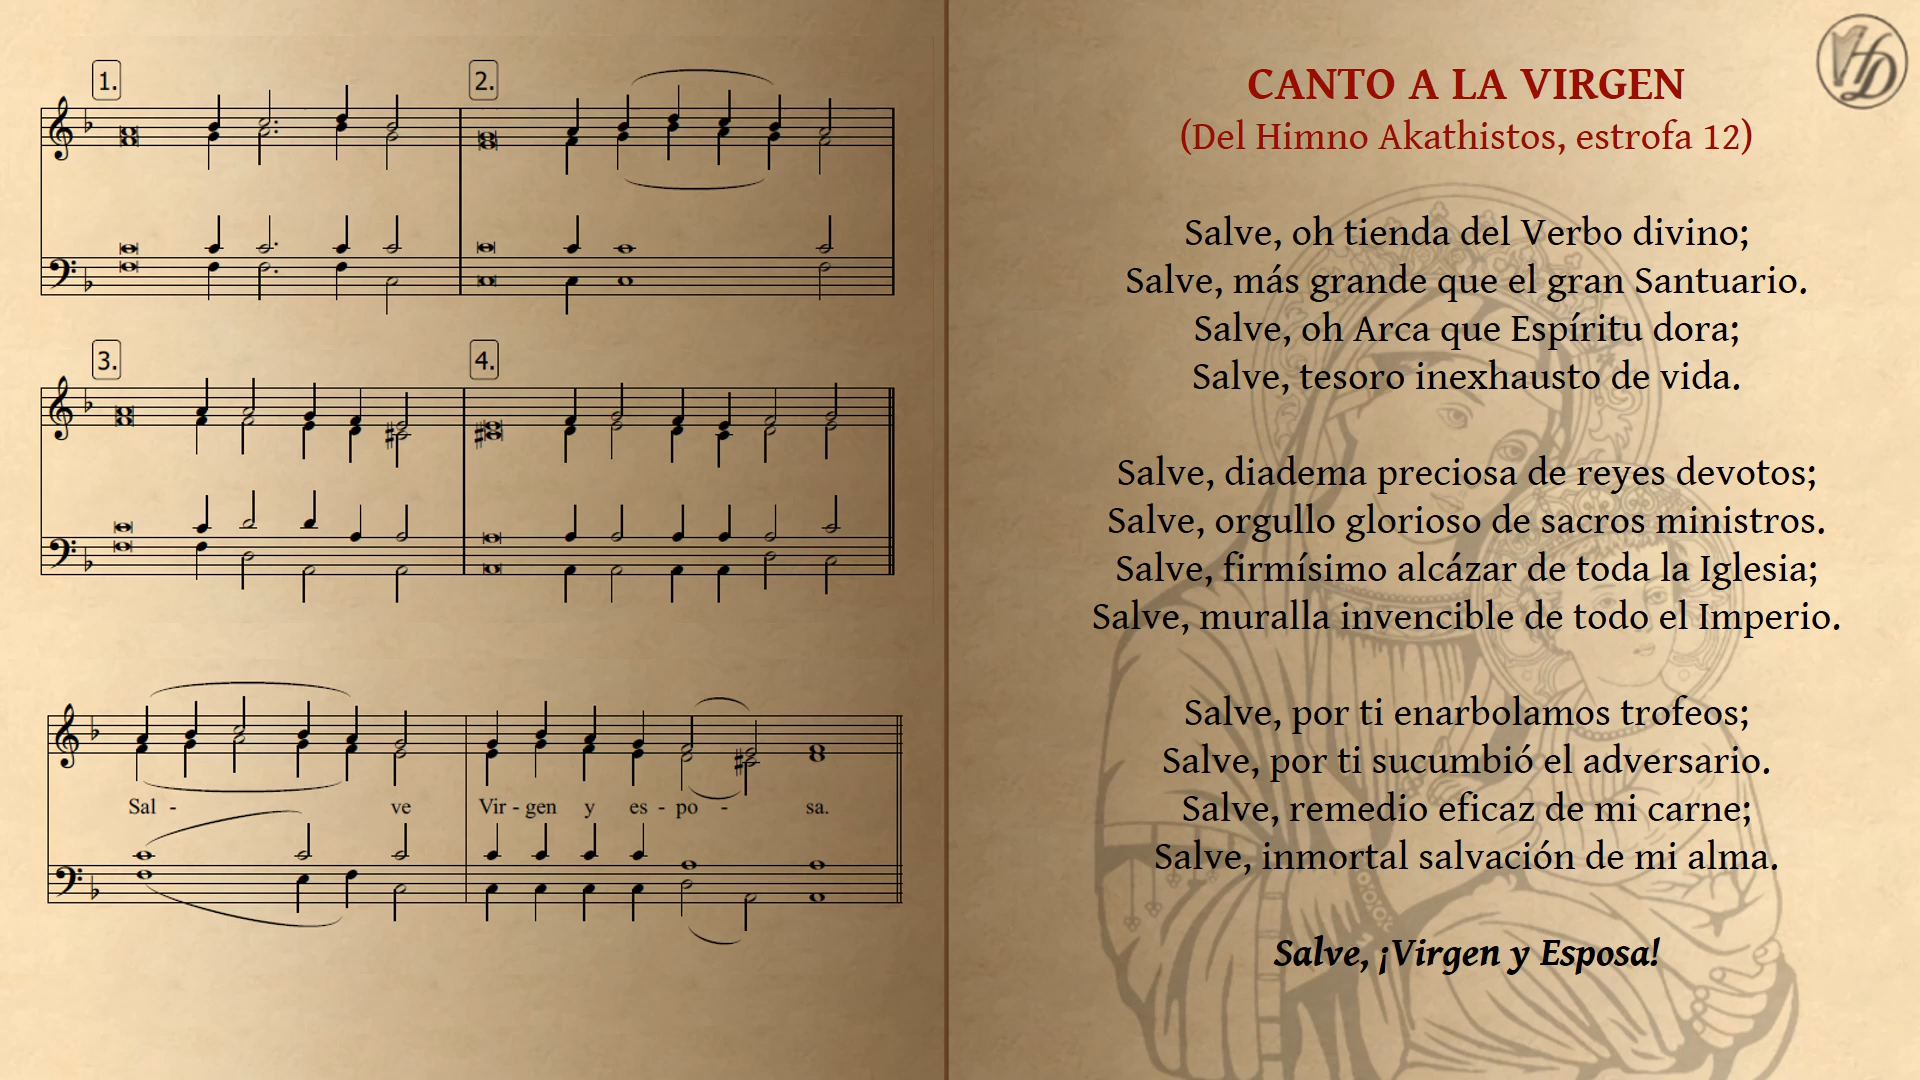 1.
2.
3.
4.
Sal - ve Vir - gen y es - po - sa.
HD
CANTO A LA VIRGEN
(Del Himno Akathistos, estrofa 12)
Salve, oh tienda del Verbo divino;
Salve, más grande que el gran Santuario.
Salve, oh Arca que Espíritu dora;
Salve, tesoro inexhausto de vida.
Salve, diadema preciosa de reyes devotos;
Salve, orgullo glorioso de sacros ministros.
Salve, firmísimo alcázar de toda la Iglesia;
Salve, muralla invencible de todo el Imperio.
Salve, por ti enarbolamos trofeos;
Salve, por ti sucumbió el adversario.
Salve, remedio eficaz de mi carne;
Salve, inmortal salvación de mi alma.
Salve, ¡Virgen y Esposa!